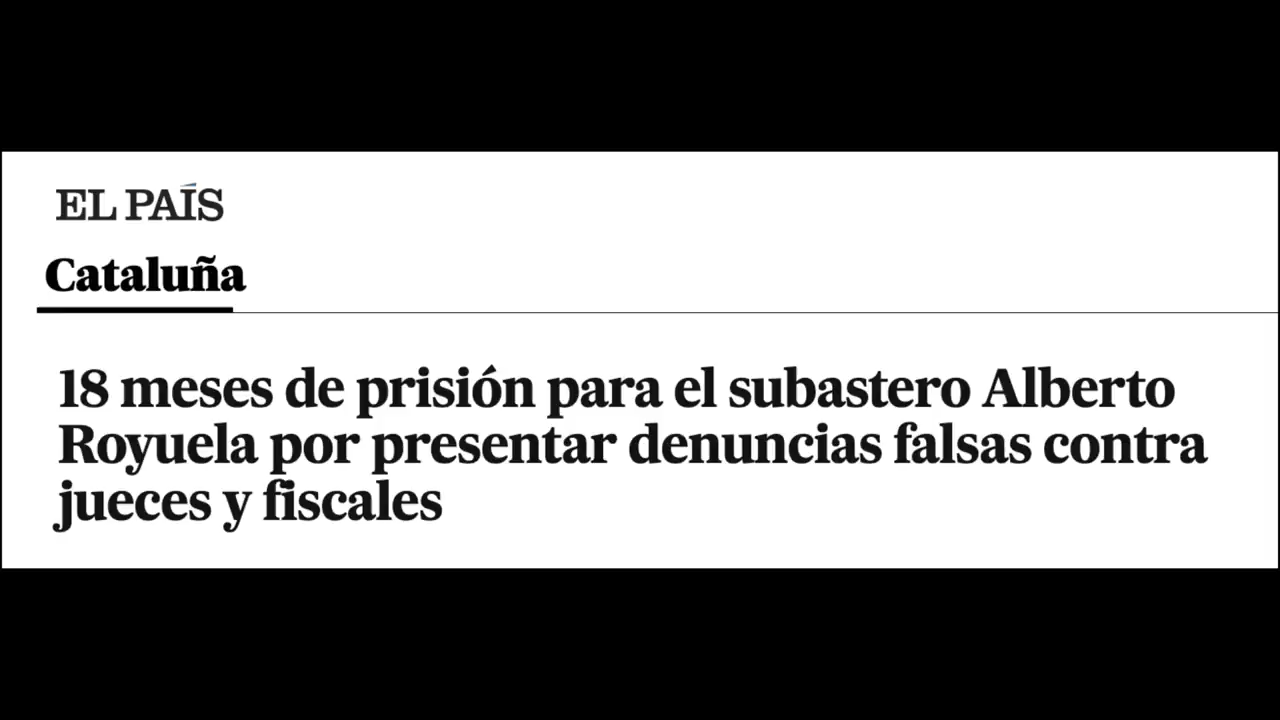 EL PAÍS
Cataluña
18 meses de prisión para el subastero Alberto
Royuela por presentar denuncias falsas contra
jueces y fiscales